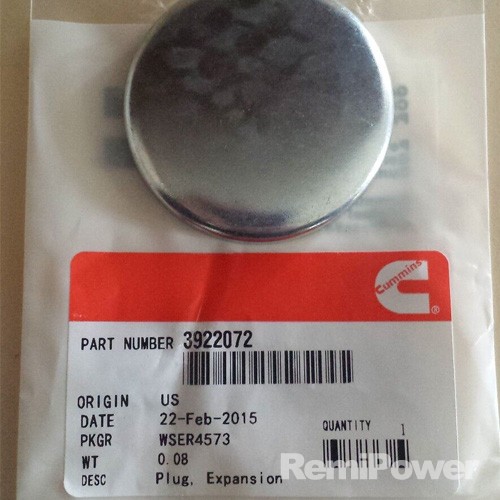 Cummins
®
PART NUMBER 3922072
ORIGIN US
DATE 22-Feb-2015
PKGR WSER4573
WT 0.08
DESC Plug, Expansion
QUANTITY 1
RemiPower